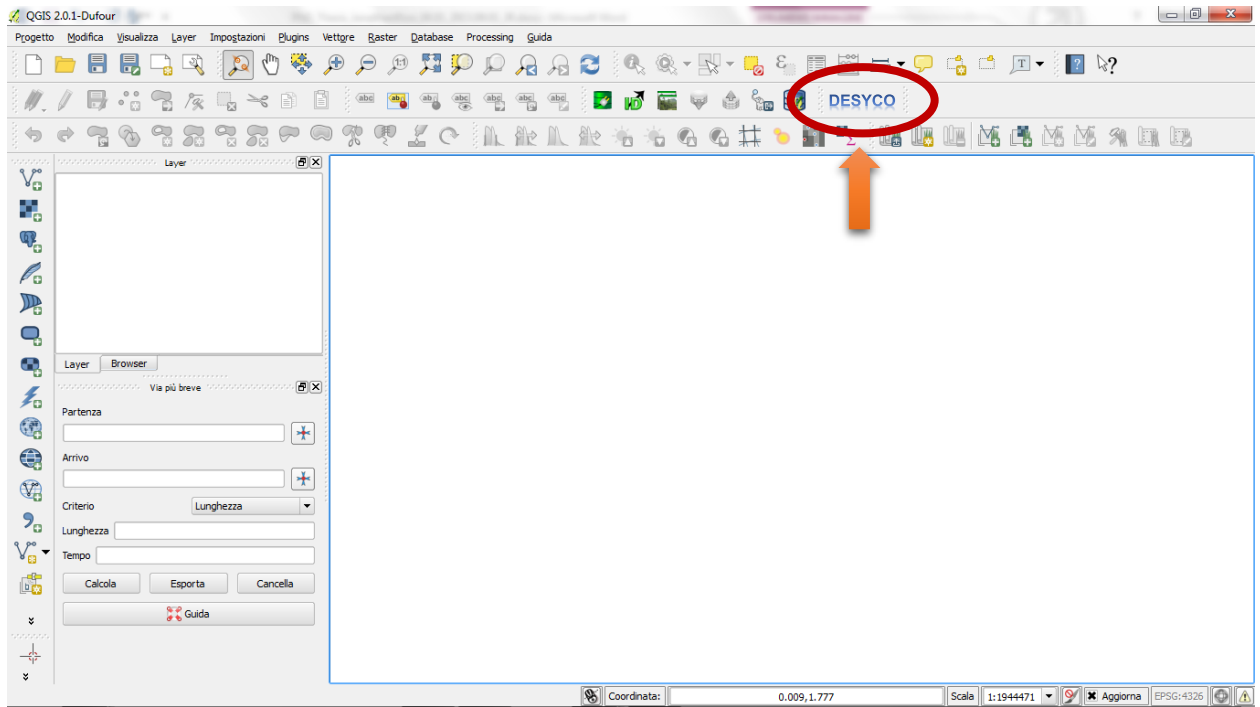 QGIS 2.0.1-Dufour
Progetto Modifica Visualizza Layer Impostazioni Plugins Vettore Raster Database Processing Guida
DESYCO
Layer
Layer Browser
Via più breve
Partenza
Arrivo
Criterio Lunghezza
Lunghezza
Tempo
Calcola Esporta Cancella
Guida
Coordinata: 0.009,1.777 Scala 1:1944471 Aggiorna EPSG:4326